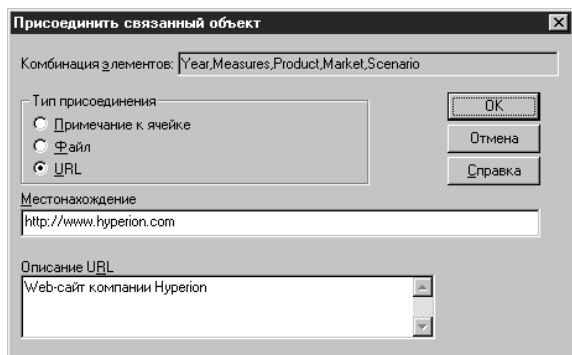 Присоединить связанный объект
Комбинация элементов: Year,Measures,Product,Market,Scenario
Тип присоединения
Примечание к ячейке
Файл
URL
OK
Отмена
Справка
Местонахождение
http://www.hyperion.com
Описание URL
Web-сайт компании Hyperion